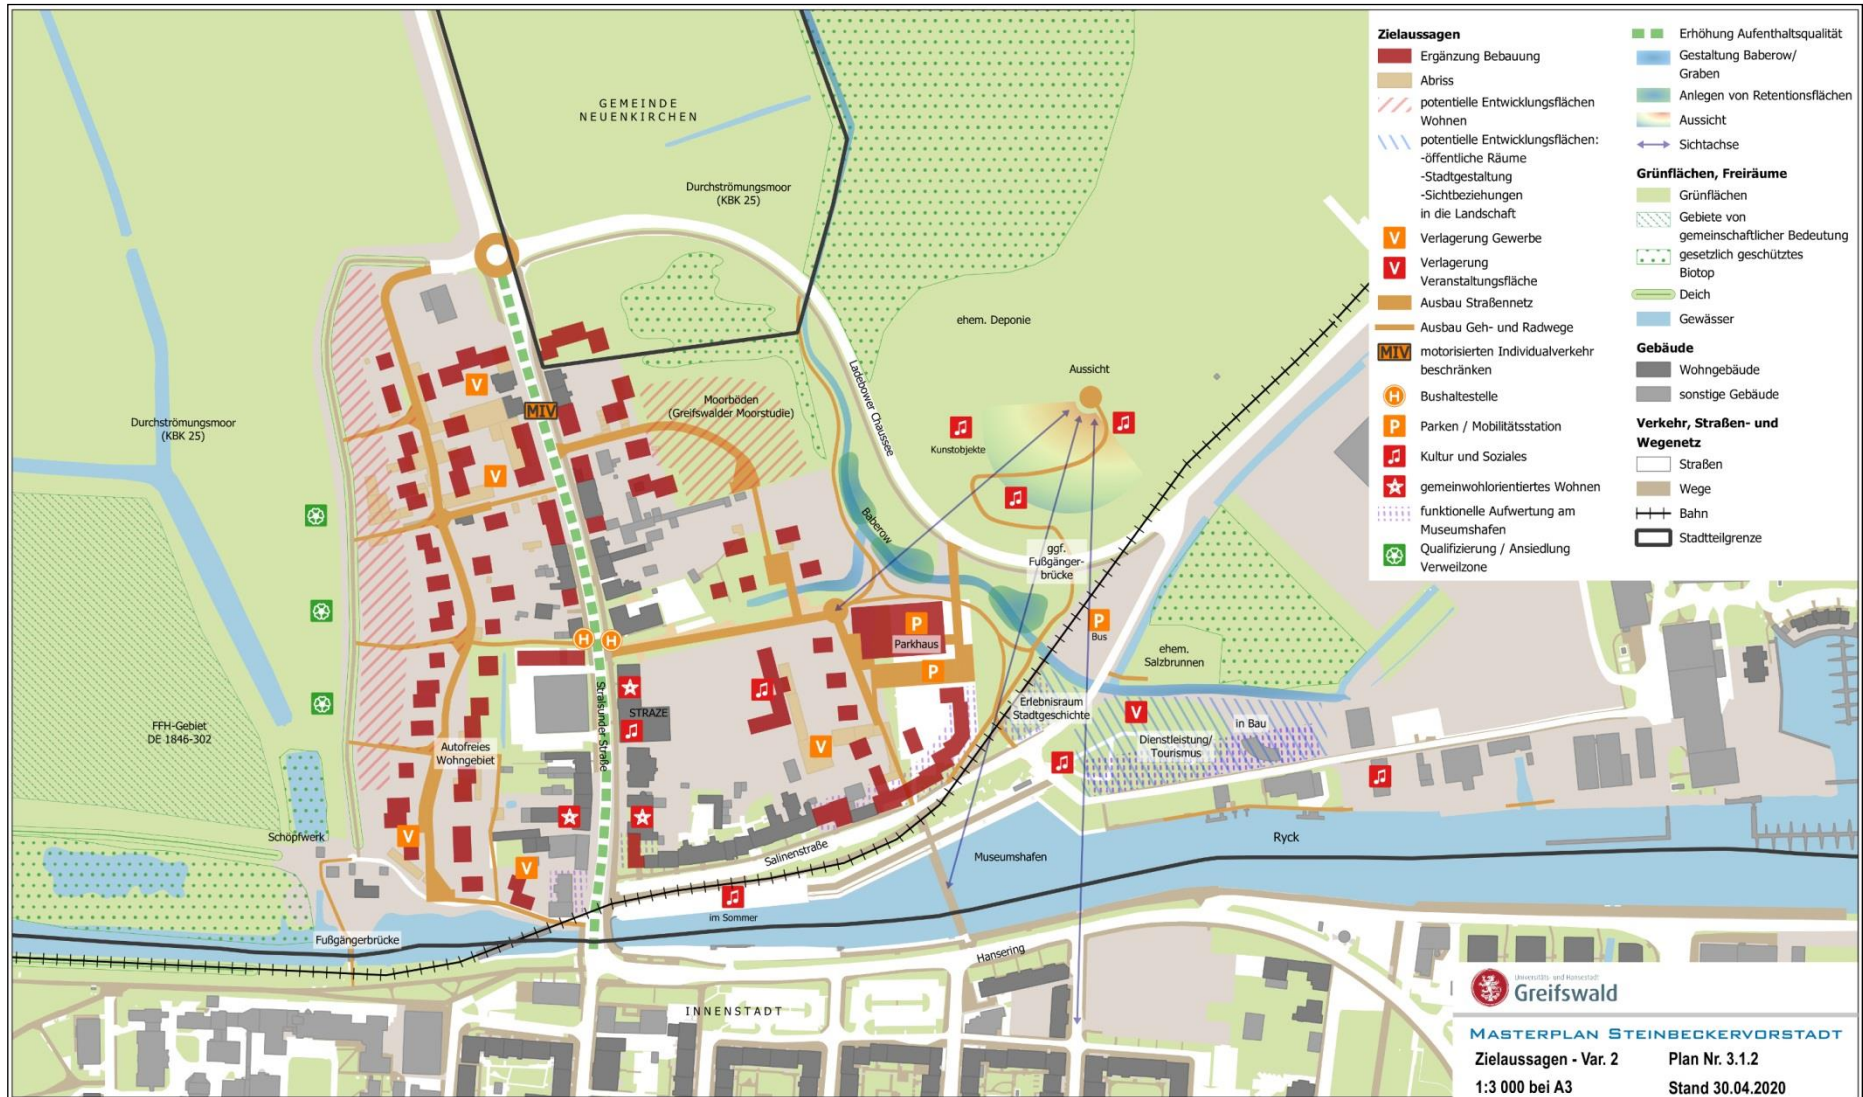 GEMEINDE
NEUENKIRCHEN
Durchströmungsmoor
(KBK 25)
ehem. Deponie
Ladebower Chaussee
Aussicht
Moorböden
(Greifswalder Moorstudie)
MIV
V
Durchströmungsmoor
(KBK 25)
Kunstobjekte
V
Baberow
ggf.
Fußgänger-
brücke
P
Parkhaus
P
Bus
H
H
P
ehem.
Salzbrunnen
Stralsunder Straße
STRAZE
Erlebnisraum
Stadtgeschichte
V
in Bau
Dienstleistung/
Tourismus
FFH-Gebiet
DE 1846-302
Autofreies
Wohngebiet
V
Schöpfwerk
V
V
Salinenstraße
Museumshafen
Ryck
im Sommer
Fußgängerbrücke
Hansering
INNENSTADT
Zielaussagen
Ergänzung Bebauung
Abriss
potentielle Entwicklungsflächen
Wohnen
potentielle Entwicklungsflächen:
-öffentliche Räume
-Stadtgestaltung
-Sichtbeziehungen
in die Landschaft
V Verlagerung Gewerbe
V Verlagerung
Veranstaltungsfläche
Ausbau Straßennetz
Ausbau Geh- und Radwege
MIV motorisierten Individualverkehr
beschränken
H Bushaltestelle
P Parken / Mobilitätsstation
Kultur und Soziales
gemeinwohlorientiertes Wohnen
funktionelle Aufwertung am
Museumshafen
Qualifizierung / Ansiedlung
Verweilzone
Erhöhung Aufenthaltsqualität
Gestaltung Baberow/
Graben
Anlegen von Retentionsflächen
Aussicht
Sichtachse
Grünflächen, Freiräume
Grünflächen
Gebiete von
gemeinschaftlicher Bedeutung
gesetzlich geschütztes
Biotop
Deich
Gewässer
Gebäude
Wohngebäude
sonstige Gebäude
Verkehr, Straßen- und
Wegenetz
Straßen
Wege
Bahn
Stadtteilgrenze
Universitäts- und Hansestadt
Greifswald
MASTERPLAN STEINBECKERVORSTADT
Zielaussagen - Var. 2 Plan Nr. 3.1.2
1:3 000 bei A3 Stand 30.04.2020